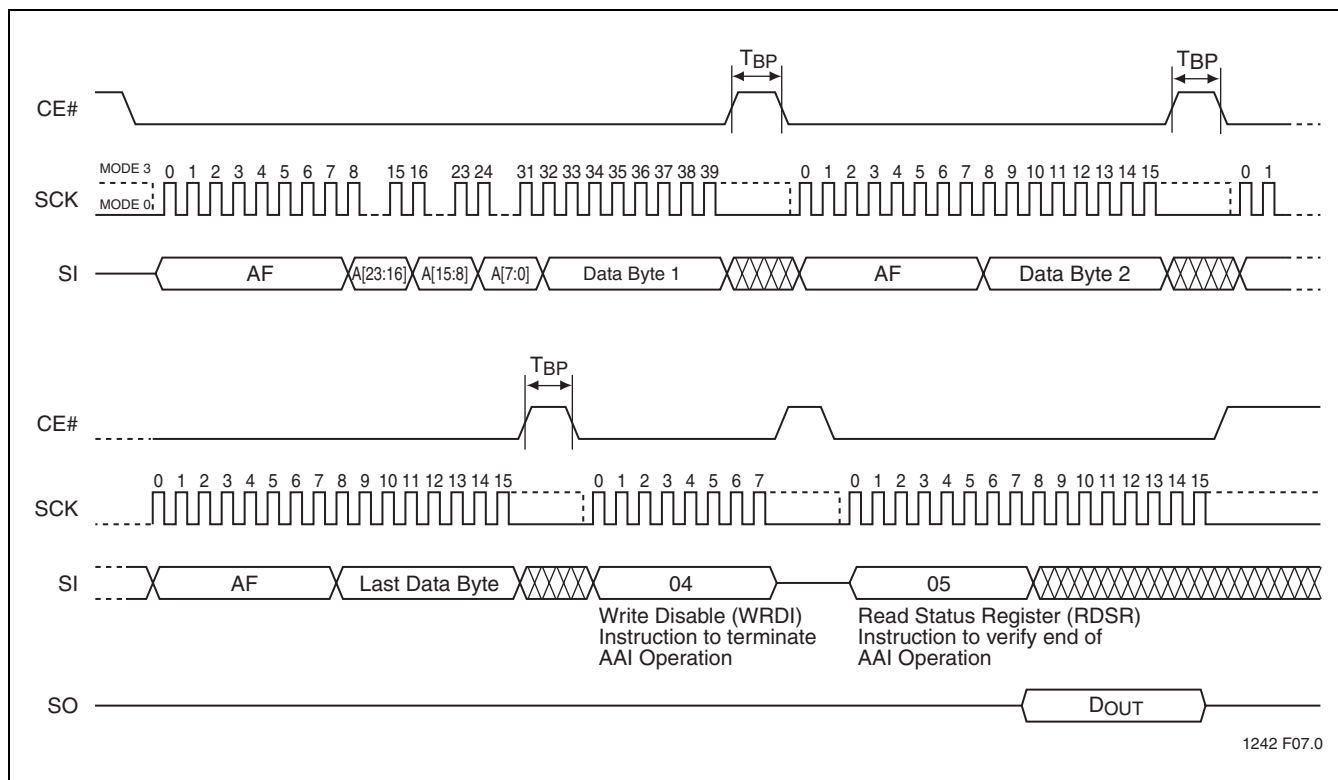 TBP TBP
CE#
MODE 3 0 1 2 3 4 5 6 7 8 15 16 23 24 31 32 33 34 35 36 37 38 39 0 1 2 3 4 5 6 7 8 9 10 11 12 13 14 15 0 1
SCK MODE 0
SI AF A[23:16] A[15:8] A[7:0] Data Byte 1 AF Data Byte 2
TBP
CE#
0 1 2 3 4 5 6 7 8 9 10 11 12 13 14 15 0 1 2 3 4 5 6 7 0 1 2 3 4 5 6 7 8 9 10 11 12 13 14 15
SCK
SI AF Last Data Byte 04 05
Write Disable (WRDI)
Instruction to terminate
AAI Operation
Read Status Register (RDSR)
Instruction to verify end of
AAI Operation
SO DOUT
1242 F07.0